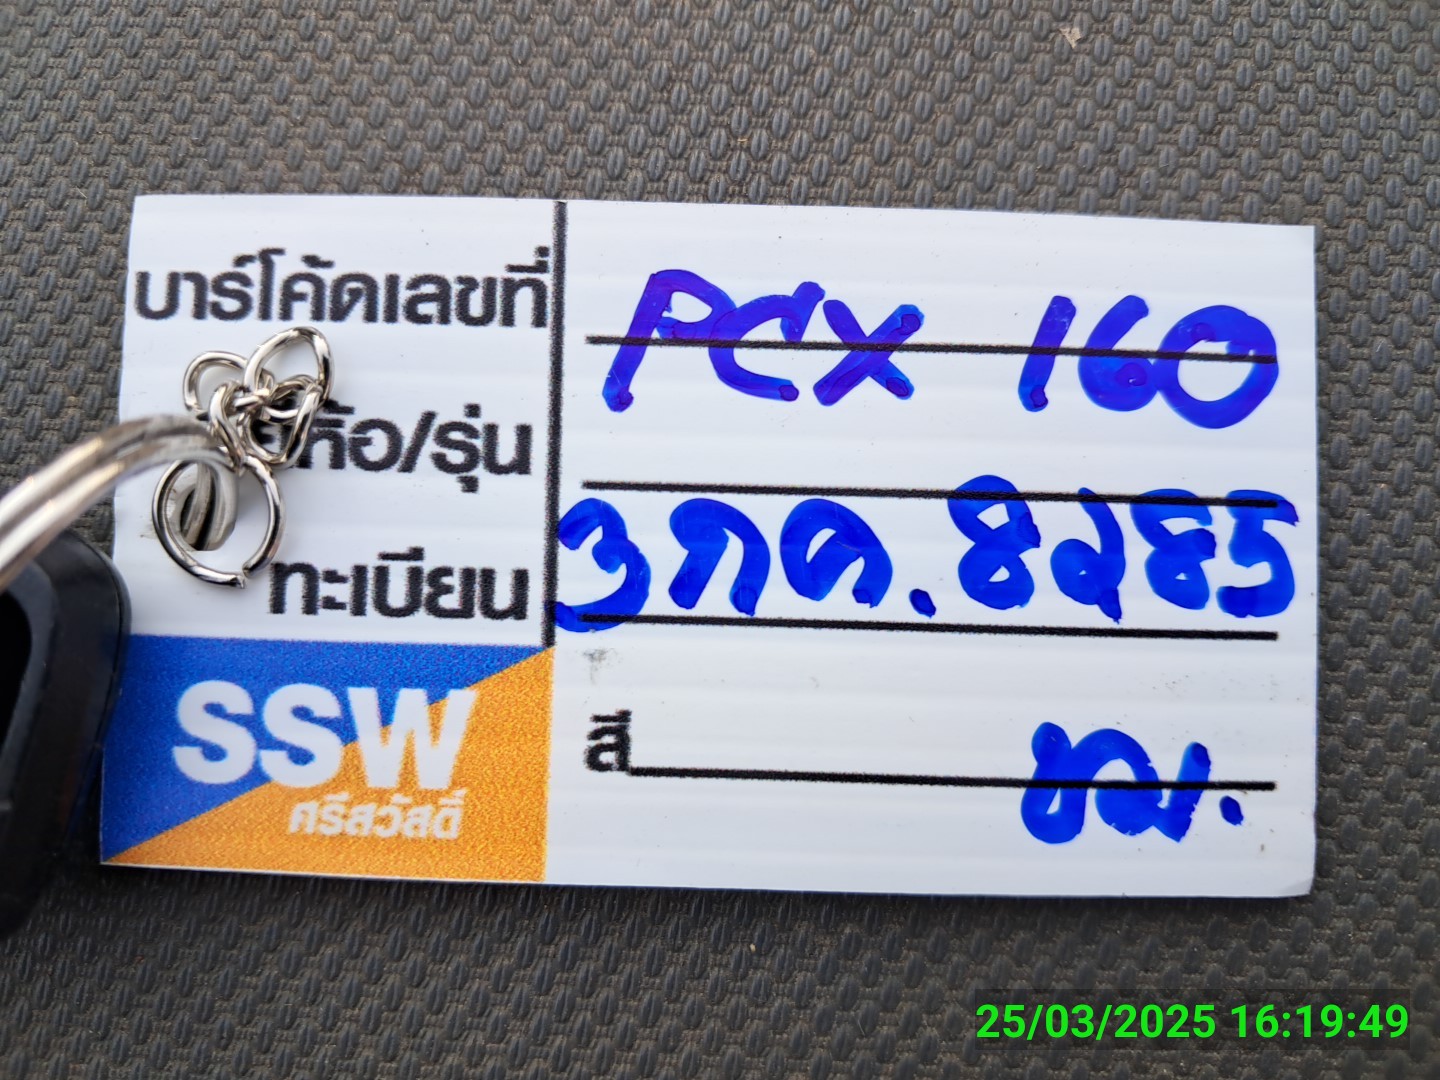 บาร์โค้ดเลขที่
PCX 160
ยี่ห้อ/รุ่น
ทะเบียน
3 กค. 8285
SSW
ศรีสวัสดิ์
สี
ขม.
25/03/2025 16:19:49